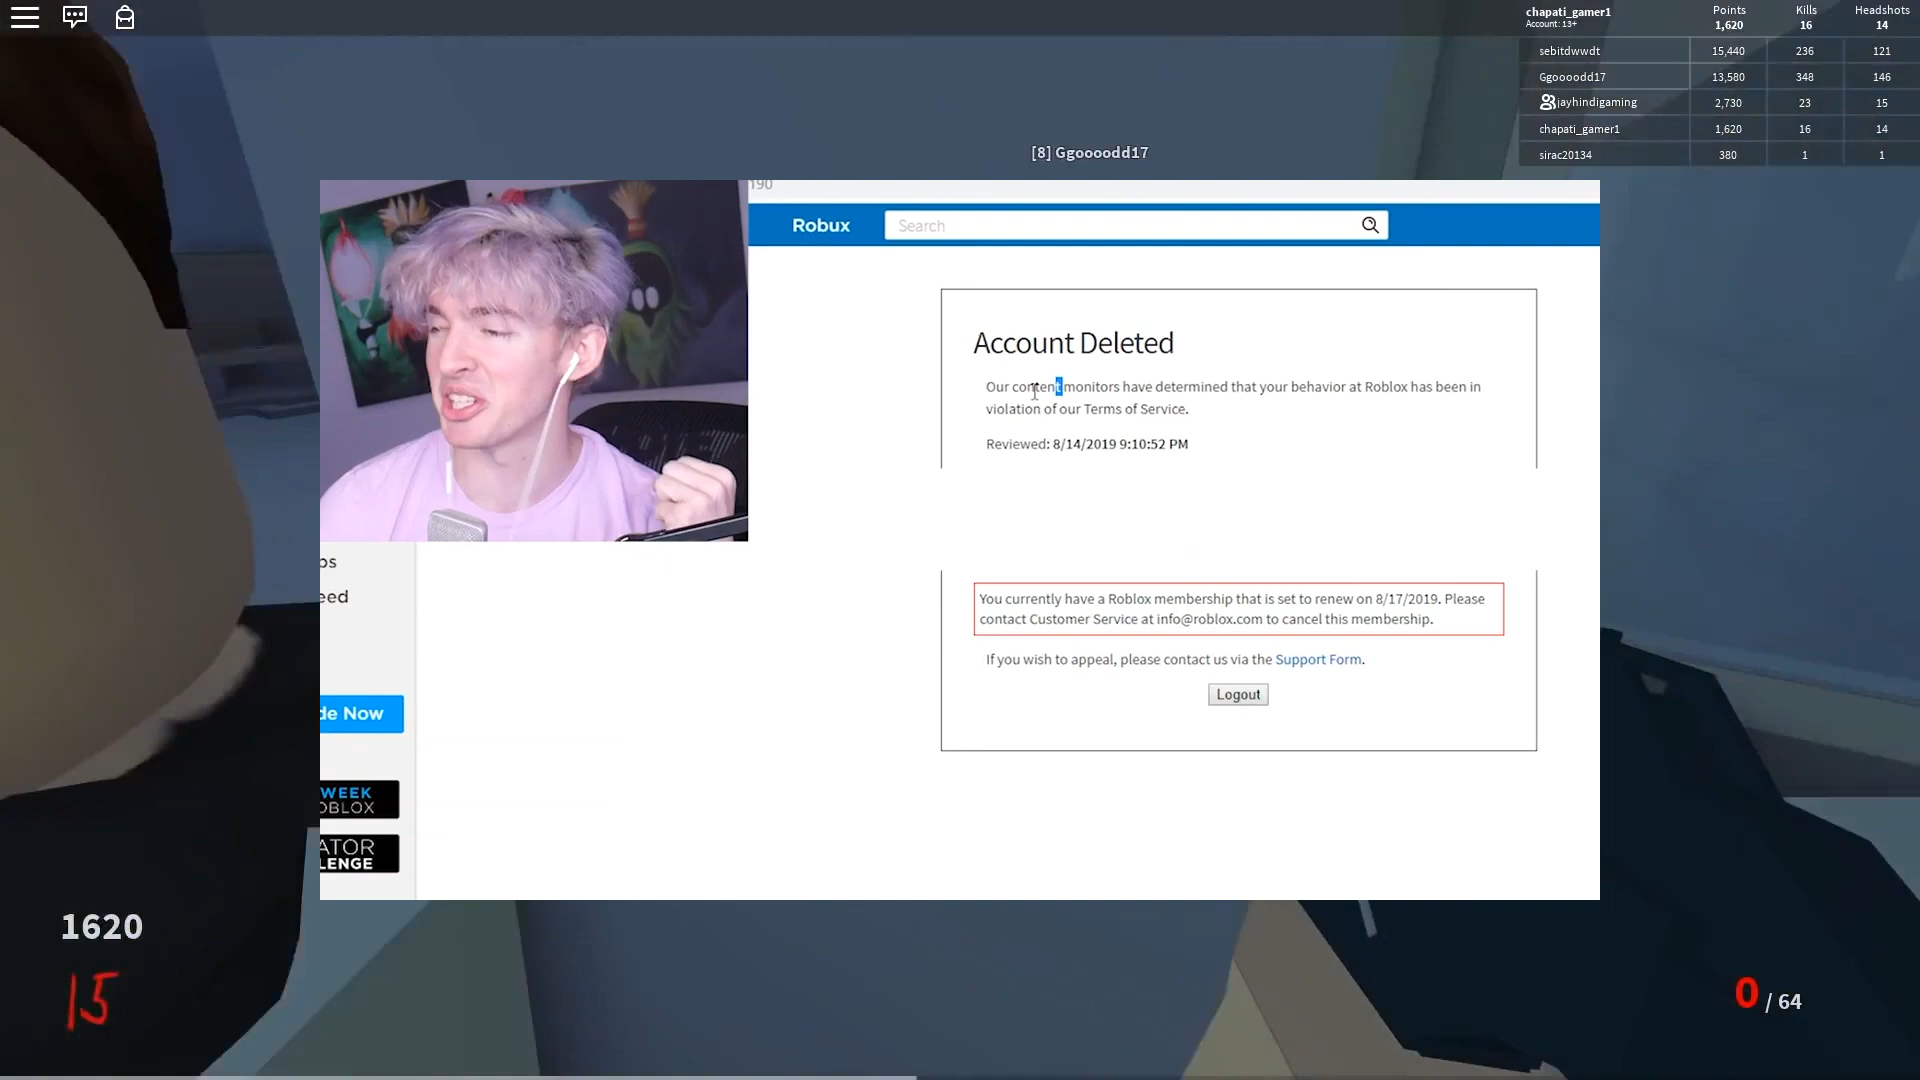 chapati_gamer1
Account: 13+
Points
1,620
Kills
16
Headshots
14
sebitdwwdt 15,440 236 121
Ggoooodd17 13,580 348 146
jayhindigaming 2,730 23 15
chapati_gamer1 1,620 16 14
sirac20134 380 1 1
[8] Ggoooodd17
190
Robux
Search
Account Deleted
Our content monitors have determined that your behavior at Roblox has been in
violation of our Terms of Service.
Reviewed: 8/14/2019 9:10:52 PM
You currently have a Roblox membership that is set to renew on 8/17/2019. Please
contact Customer Service at info@roblox.com to cancel this membership.
If you wish to appeal, please contact us via the Support Form.
Logout
os
eed
de Now
WEEK
OBLOX
ATOR
LENGE
1620
15
0 / 64